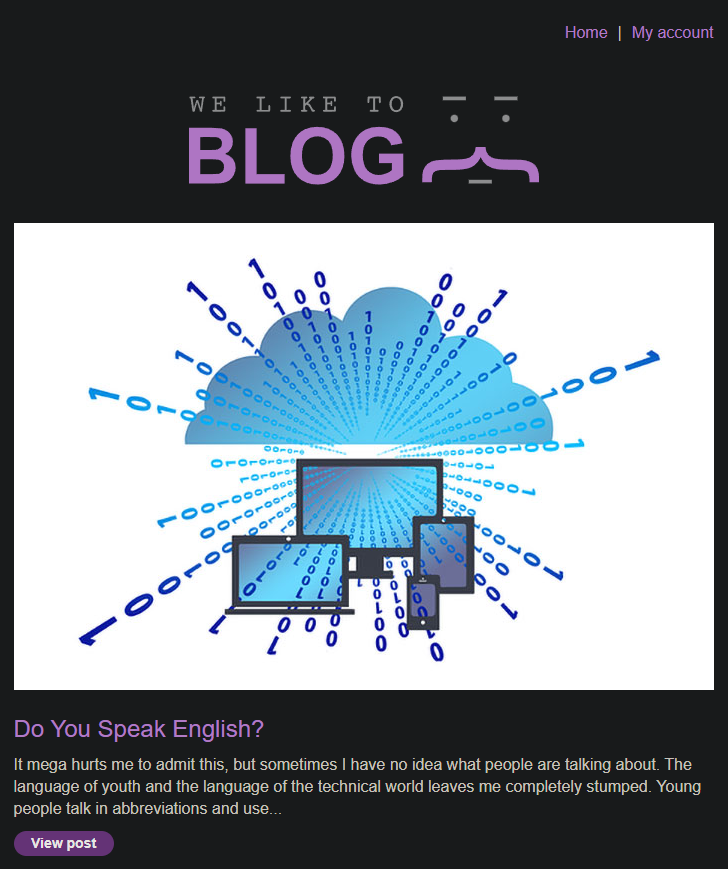 Home | My account
WE LIKE TO
BLOG
Do You Speak English?
It mega hurts me to admit this, but sometimes I have no idea what people are talking about. The
language of youth and the language of the technical world leaves me completely stumped. Young
people talk in abbreviations and use...
View post